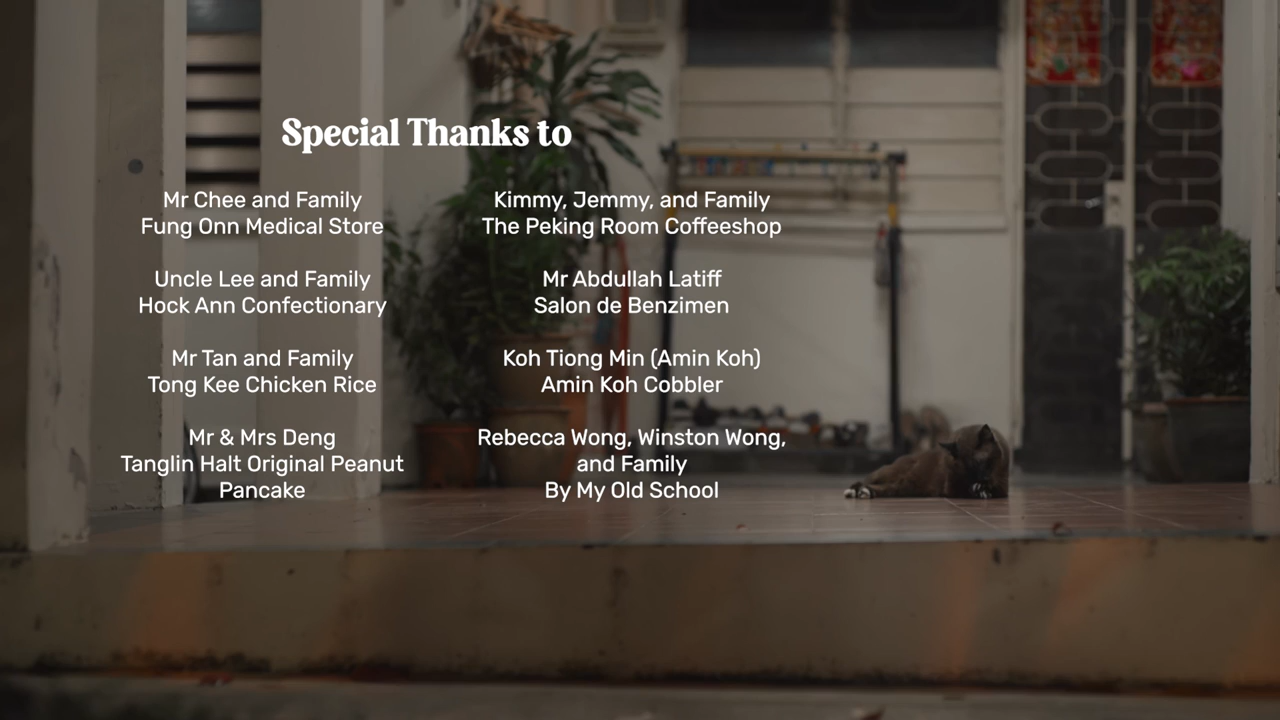 Special Thanks to
Mr Chee and Family
Fung Onn Medical Store
Uncle Lee and Family
Hock Ann Confectionary
Mr Tan and Family
Tong Kee Chicken Rice
Mr & Mrs Deng
Tanglin Halt Original Peanut
Pancake
Kimmy, Jemmy, and Family
The Peking Room Coffeeshop
Mr Abdullah Latiff
Salon de Benzimen
Koh Tiong Min (Amin Koh)
Amin Koh Cobbler
Rebecca Wong, Winston Wong,
and Family
By My Old School